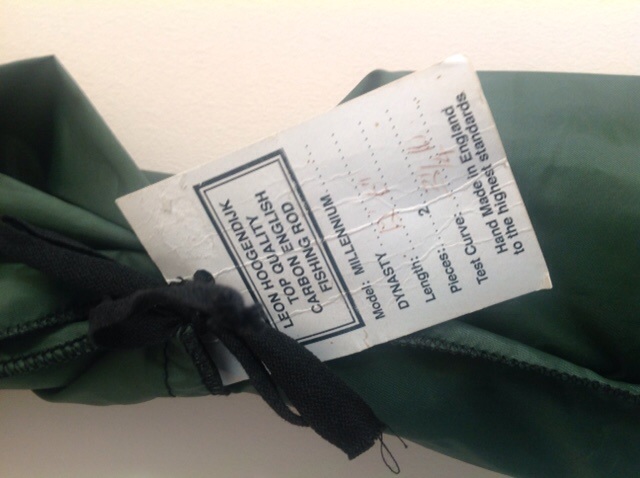 LEON HOOGENDIJK
TOP QUALITY
CARBON ENGLISH
FISHING ROD
Model: MILLENNIUM
DYNASTY
Length:
Pieces: 2
Test Curve:
Hand Made in England
to the highest standards